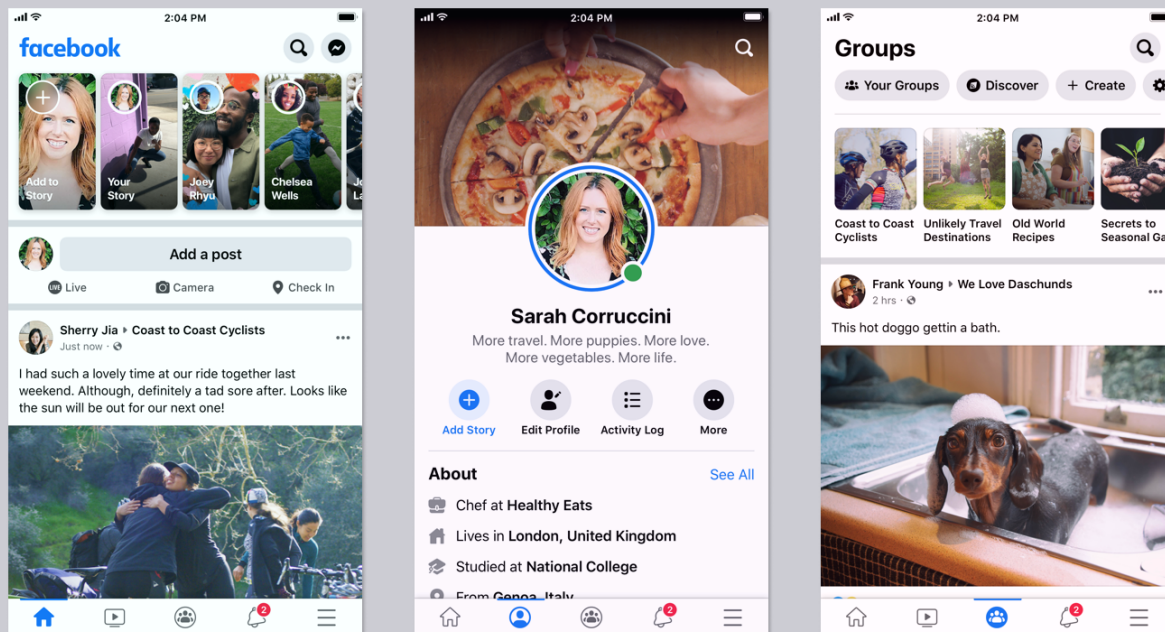 2:04 PM
facebook
Add to
Story
Your
Story
Joey
Rhyu
Chelsea
Wells
Add a post
LIVE Live
Camera
Check In
Sherry Jia ▸ Coast to Coast Cyclists
Just now ·
I had such a lovely time at our ride together last
weekend. Although, definitely a tad sore after. Looks like
the sun will be out for our next one!
2
2:04 PM
Sarah Corruccini
More travel. More puppies. More love.
More vegetables. More life.
Add Story
Edit Profile
Activity Log
More
About
See All
Chef at Healthy Eats
Lives in London, United Kingdom
Studied at National College
From Genoa, Italy
2
2:04 PM
Groups
Your Groups
Discover
+ Create
Coast to Coast
Cyclists
Unlikely Travel
Destinations
Old World
Recipes
Secrets to
Seasonal Ga
Frank Young ▸ We Love Daschunds
2 hrs ·
This hot doggo gettin a bath.
2